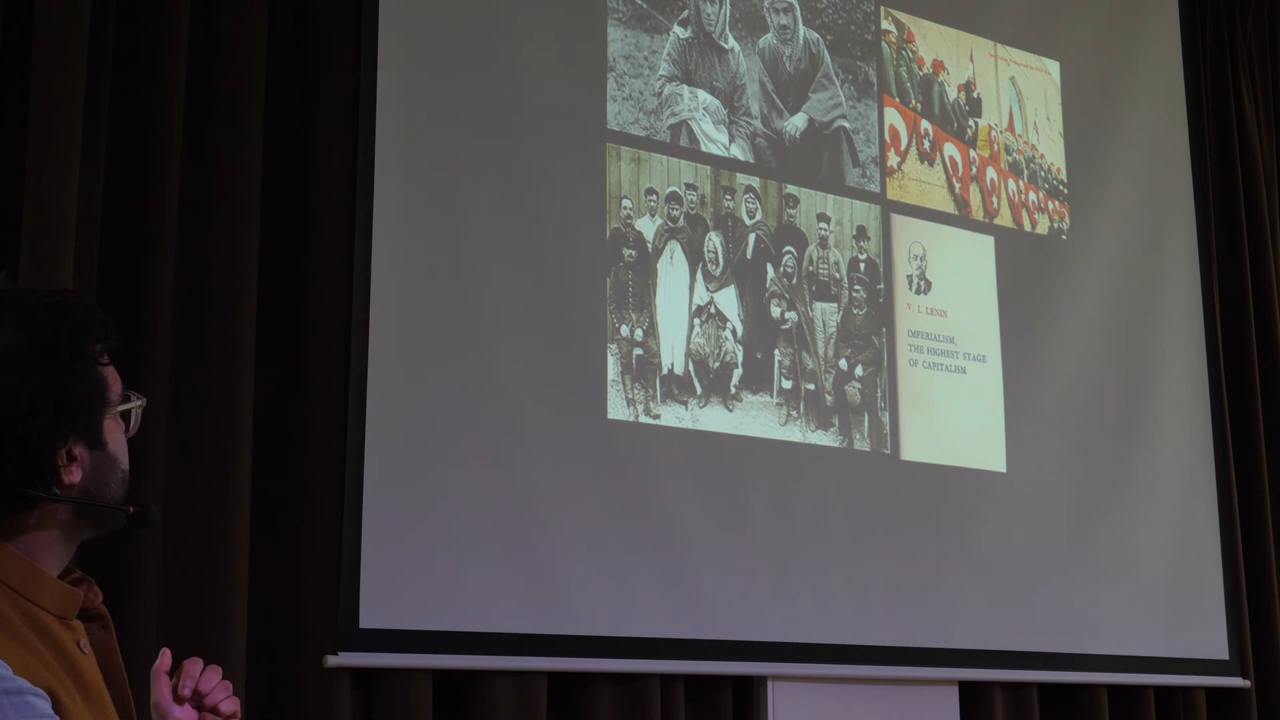 V. I. LENIN
IMPERIALISM,
THE HIGHEST STAGE
OF CAPITALISM